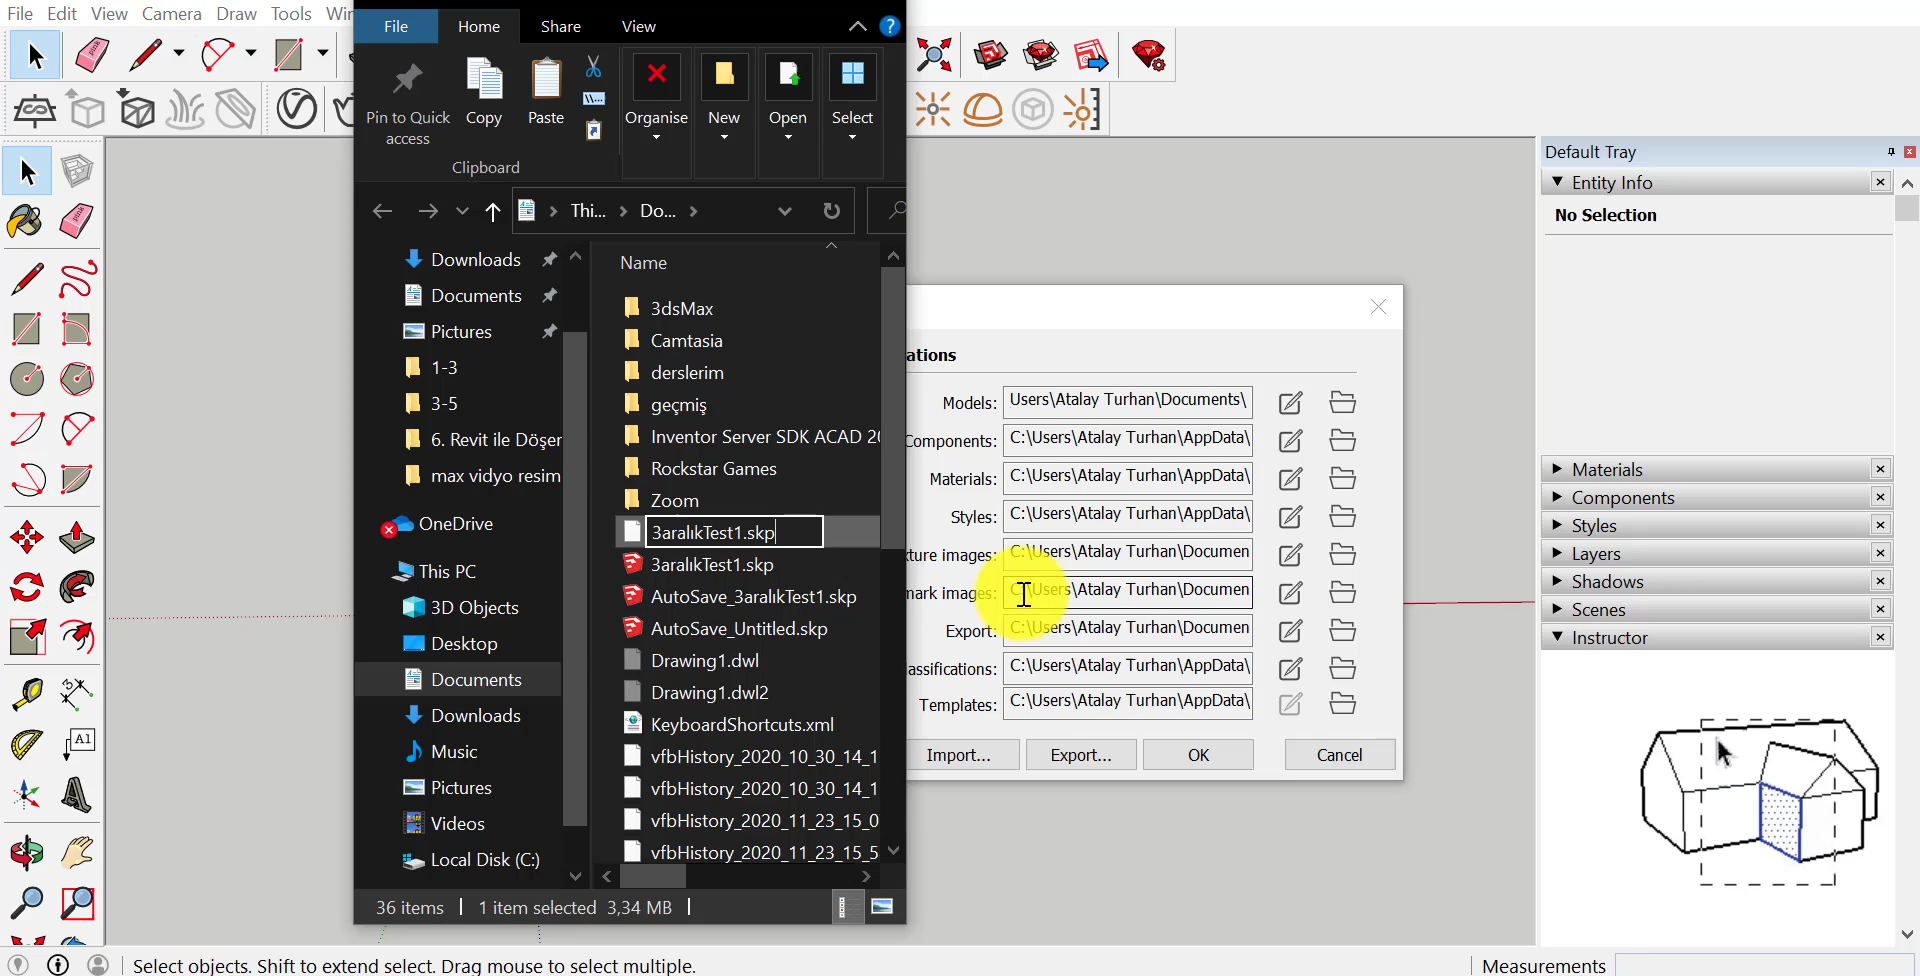 File Edit View Camera Draw Tools
File Home Share View
Pin to Quick access
Copy
Paste
Organise
New
Open
Select
Clipboard
Thi... Do...
Downloads
Documents
Pictures
1-3
3-5
6. Revit ile Döşer
max vidyo resim
OneDrive
This PC
3D Objects
Desktop
Documents
Downloads
Music
Pictures
Videos
Local Disk (C:)
Name
3dsMax
Camtasia
derslerim
geçmiş
Inventor Server SDK ACAD 20
Rockstar Games
Zoom
3aralıkTest1.skp
3aralıkTest1.skp
AutoSave_3aralıkTest1.skp
AutoSave_Untitled.skp
Drawing1.dwl
Drawing1.dwl2
KeyboardShortcuts.xml
vfbHistory_2020_10_30_14_1
vfbHistory_2020_10_30_14_1
vfbHistory_2020_11_23_15_0
vfbHistory_2020_11_23_15_5
36 items 1 item selected 3,34 MB
ations
Models: Users\Atalay Turhan\Documents\
Components: C:\Users\Atalay Turhan\AppData\
Materials: C:\Users\Atalay Turhan\AppData\
Styles: C:\Users\Atalay Turhan\AppData\
xture images: C:\Users\Atalay Turhan\Documen
mark images: C:\Users\Atalay Turhan\Documen
Export: C:\Users\Atalay Turhan\Documen
assifications: C:\Users\Atalay Turhan\AppData\
Templates: C:\Users\Atalay Turhan\AppData\
Import... Export... OK Cancel
Default Tray
Entity Info
No Selection
Materials
Components
Styles
Layers
Shadows
Scenes
Instructor
A1
Select objects. Shift to extend select. Drag mouse to select multiple.
Measurements